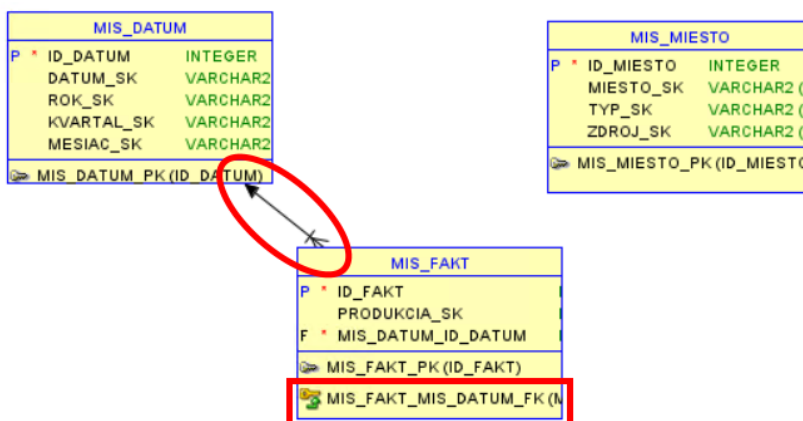 MIS_DATUM
P * ID_DATUM INTEGER
DATUM_SK VARCHAR2
ROK_SK VARCHAR2
KVARTAL_SK VARCHAR2
MESIAC_SK VARCHAR2
MIS_DATUM_PK (ID_DATUM)
MIS_MIESTO
P * ID_MIESTO INTEGER
MIESTO_SK VARCHAR2 (
TYP_SK VARCHAR2 (
ZDROJ_SK VARCHAR2 (
MIS_MIESTO_PK (ID_MIESTO
MIS_FAKT
P * ID_FAKT
PRODUKCIA_SK
F * MIS_DATUM_ID_DATUM
MIS_FAKT_PK (ID_FAKT)
MIS_FAKT_MIS_DATUM_FK (M